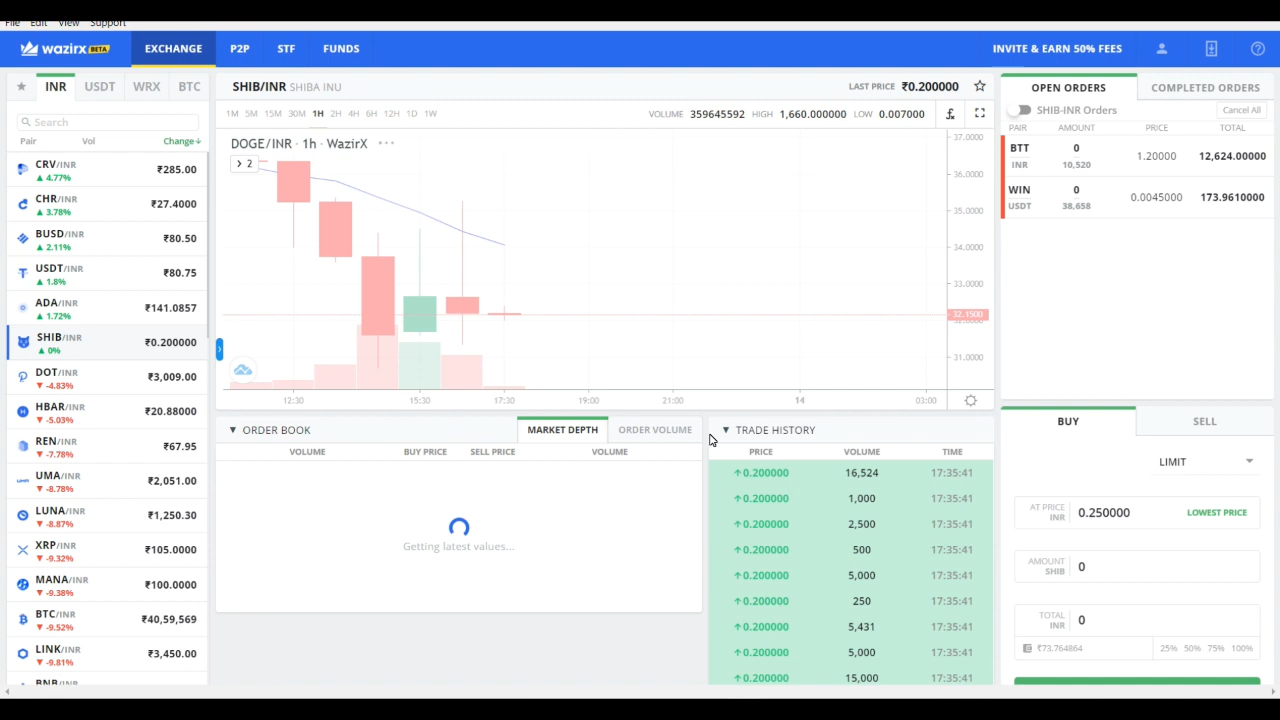 File Edit View Support
wazirx BETA EXCHANGE P2P STF FUNDS INVITE & EARN 50% FEES
★ INR USDT WRX BTC
Search
Pair Vol Change↓
CRV/INR ₹285.00
▲ 4.77%
CHR/INR ₹27.4000
▲ 3.78%
BUSD/INR ₹80.50
▲ 2.11%
USDT/INR ₹80.75
▲ 1.8%
ADA/INR ₹141.0857
▲ 1.72%
SHIB/INR ₹0.200000
▲ 0%
DOT/INR ₹3,009.00
▼ -4.83%
HBAR/INR ₹20.88000
▼ -5.03%
REN/INR ₹67.95
▼ -7.78%
UMA/INR ₹2,051.00
▼ -8.78%
LUNA/INR ₹1,250.30
▼ -8.87%
XRP/INR ₹105.0000
▼ -9.32%
MANA/INR ₹100.0000
▼ -9.38%
BTC/INR ₹40,59,569
▼ -9.52%
LINK/INR ₹3,450.00
▼ -9.81%
BNB/INR
SHIB/INR SHIBA INU LAST PRICE ₹0.200000
1M 5M 15M 30M 1H 2H 4H 6H 12H 1D 1W VOLUME 359645592 HIGH 1,660.000000 LOW 0.007000
DOGE/INR · 1h · WazirX
> 2
37.0000
36.0000
35.0000
34.0000
33.0000
32.1500
31.0000
12:30 15:30 17:30 19:00 21:00 14 03:00
▼ ORDER BOOK MARKET DEPTH ORDER VOLUME
VOLUME BUY PRICE SELL PRICE VOLUME
Getting latest values...
▼ TRADE HISTORY
PRICE VOLUME TIME
↑0.200000 16,524 17:35:41
↑0.200000 1,000 17:35:41
↑0.200000 2,500 17:35:41
↑0.200000 500 17:35:41
↑0.200000 5,000 17:35:41
↑0.200000 250 17:35:41
↑0.200000 5,431 17:35:41
↑0.200000 5,000 17:35:41
↑0.200000 15,000 17:35:41
OPEN ORDERS COMPLETED ORDERS
SHIB-INR Orders Cancel All
PAIR AMOUNT PRICE TOTAL
BTT 0 1.20000 12,624.00000
INR 10,520
WIN 0 0.0045000 173.9610000
USDT 38,658
BUY SELL
LIMIT
AT PRICE INR 0.250000 LOWEST PRICE
AMOUNT SHIB 0
TOTAL INR 0
₹73.764864 25% 50% 75% 100%